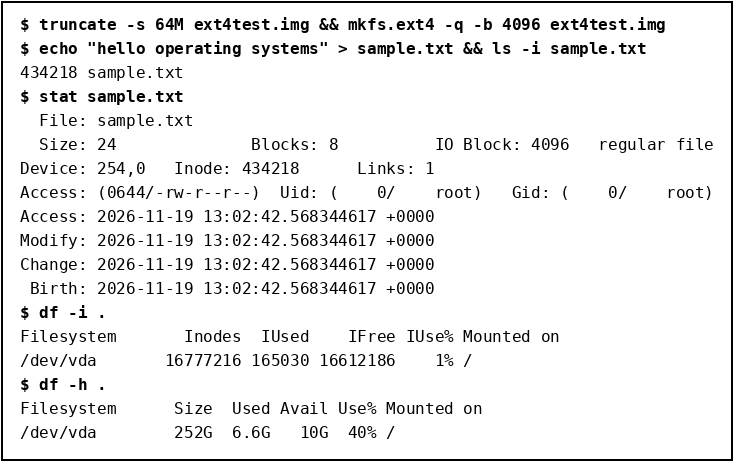 $ truncate -s 64M ext4test.img && mkfs.ext4 -q -b 4096 ext4test.img
$ echo "hello operating systems" > sample.txt && ls -i sample.txt
434218 sample.txt
$ stat sample.txt
  File: sample.txt
  Size: 24              Blocks: 8          IO Block: 4096   regular file
Device: 254,0   Inode: 434218      Links: 1
Access: (0644/-rw-r--r--)  Uid: (    0/    root)   Gid: (    0/    root)
Access: 2026-11-19 13:02:42.568344617 +0000
Modify: 2026-11-19 13:02:42.568344617 +0000
Change: 2026-11-19 13:02:42.568344617 +0000
 Birth: 2026-11-19 13:02:42.568344617 +0000
$ df -i .
Filesystem       Inodes  IUsed    IFree IUse% Mounted on
/dev/vda       16777216 165030 16612186    1% /
$ df -h .
Filesystem      Size  Used Avail Use% Mounted on
/dev/vda        252G  6.6G   10G  40% /